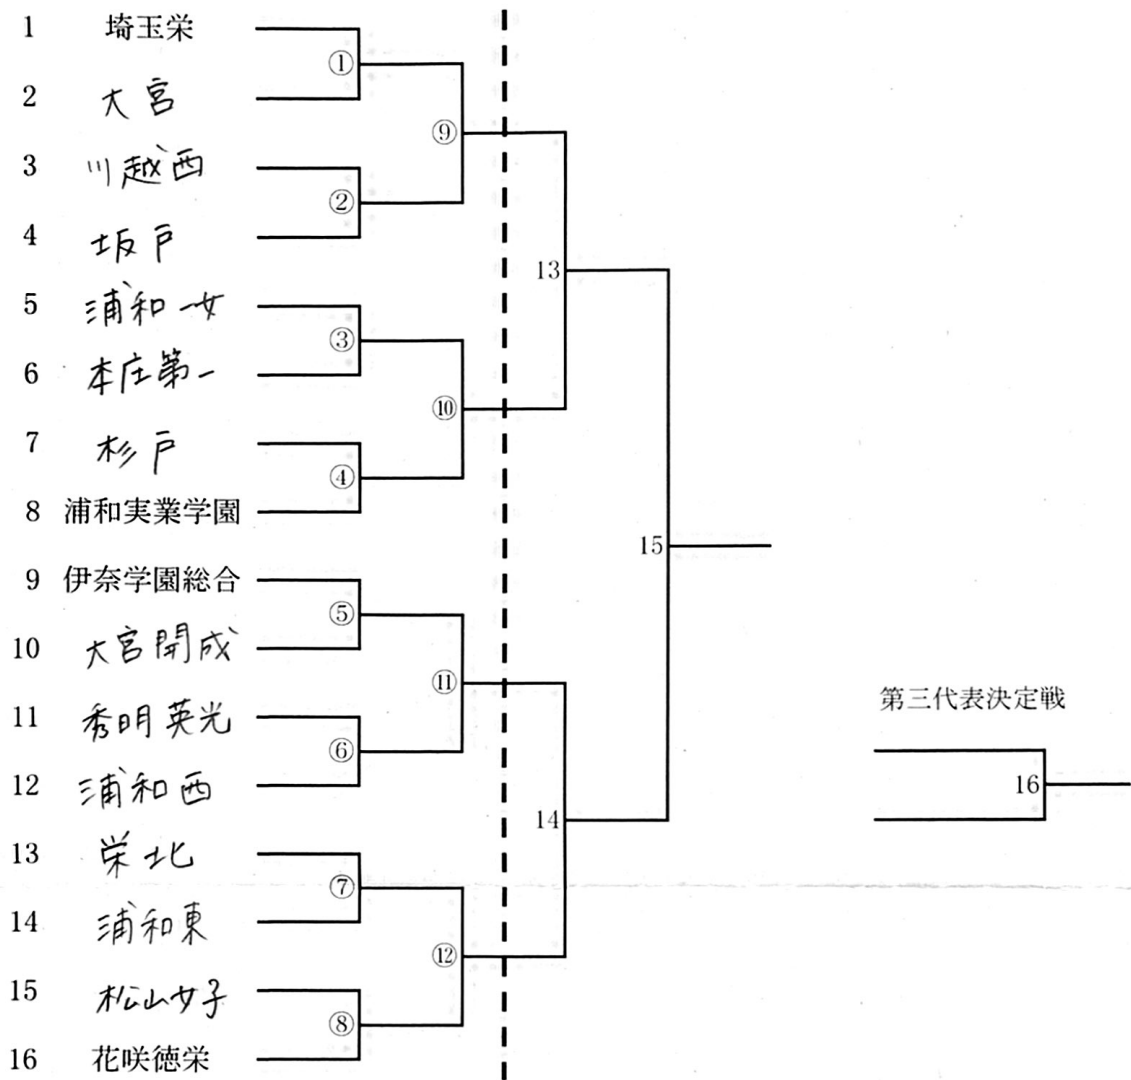 1 埼玉栄
①
2 大宮
⑨
3 川越西
②
4 坂戸
13
5 浦和一女
③
6 本庄第一
⑩
7 杉戸
④
8 浦和実業学園
15
9 伊奈学園総合
⑤
10 大宮開成
⑪
11 秀明英光
⑥
12 浦和西
14
13 栄北
⑦
14 浦和東
⑫
15 松山女子
⑧
16 花咲徳栄
第三代表決定戦
16